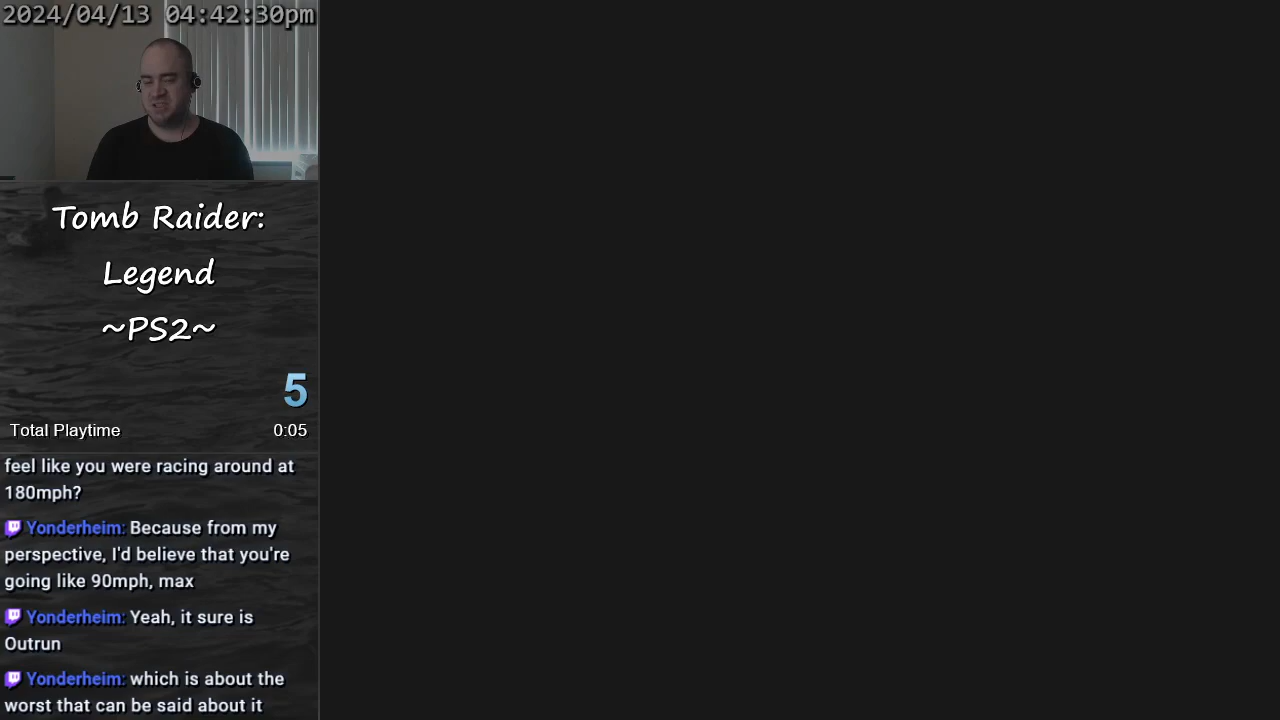 2024/04/13 04:42:30pm
Tomb Raider:
Legend
~PS2~
5
Total Playtime 0:05
feel like you were racing around at
180mph?
Yonderheim: Because from my
perspective, I'd believe that you're
going like 90mph, max
Yonderheim: Yeah, it sure is
Outrun
Yonderheim: which is about the
worst that can be said about it